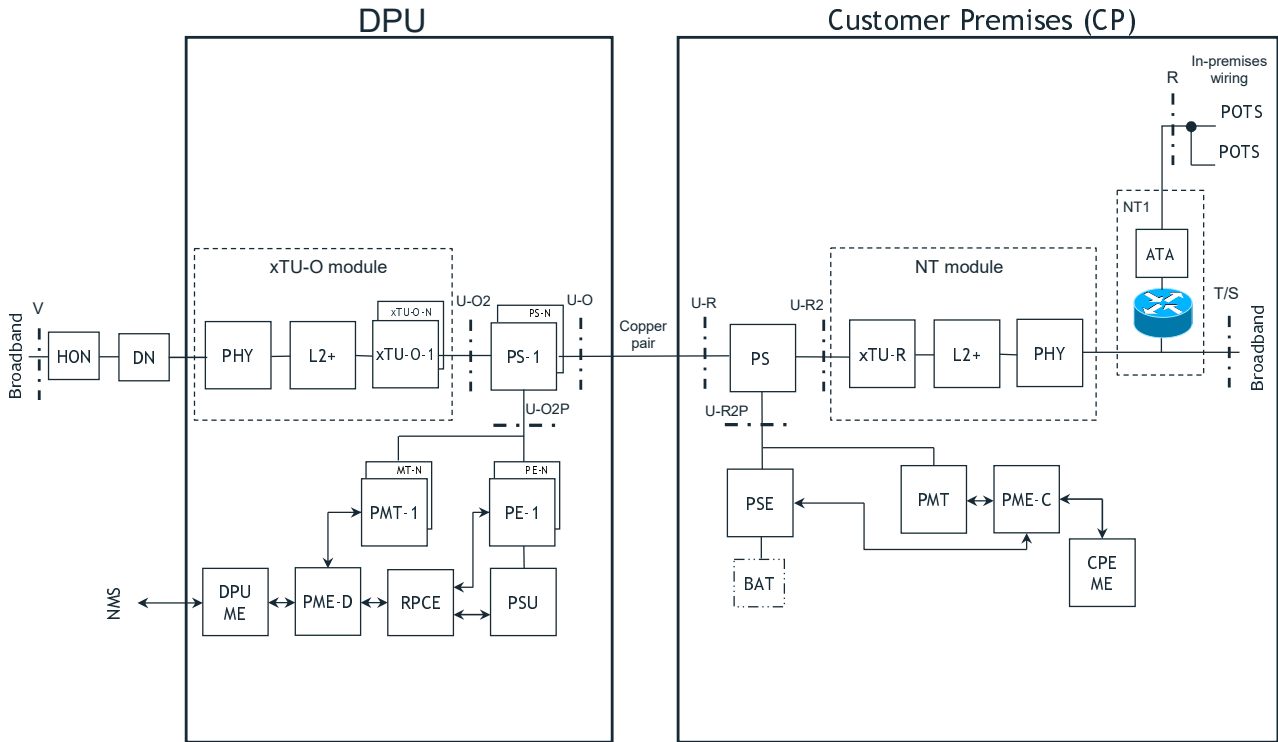 DPU
Customer Premises (CP)
In-premises
wiring
R
POTS
POTS
NT1
ATA
xTU-O module
NT module
V
U-O2
U-O
U-R
U-R2
T/S
xTU-O-N
PS-N
Copper
pair
Broadband
HON
DN
PHY
L2+
xTU-O-1
PS-1
PS
xTU-R
L2+
PHY
Broadband
U-O2P
U-R2P
MT-N
PE-N
PMT-1
PE-1
PSE
PMT
PME-C
BAT
CPE
ME
NMS
DPU
ME
PME-D
RPCE
PSU